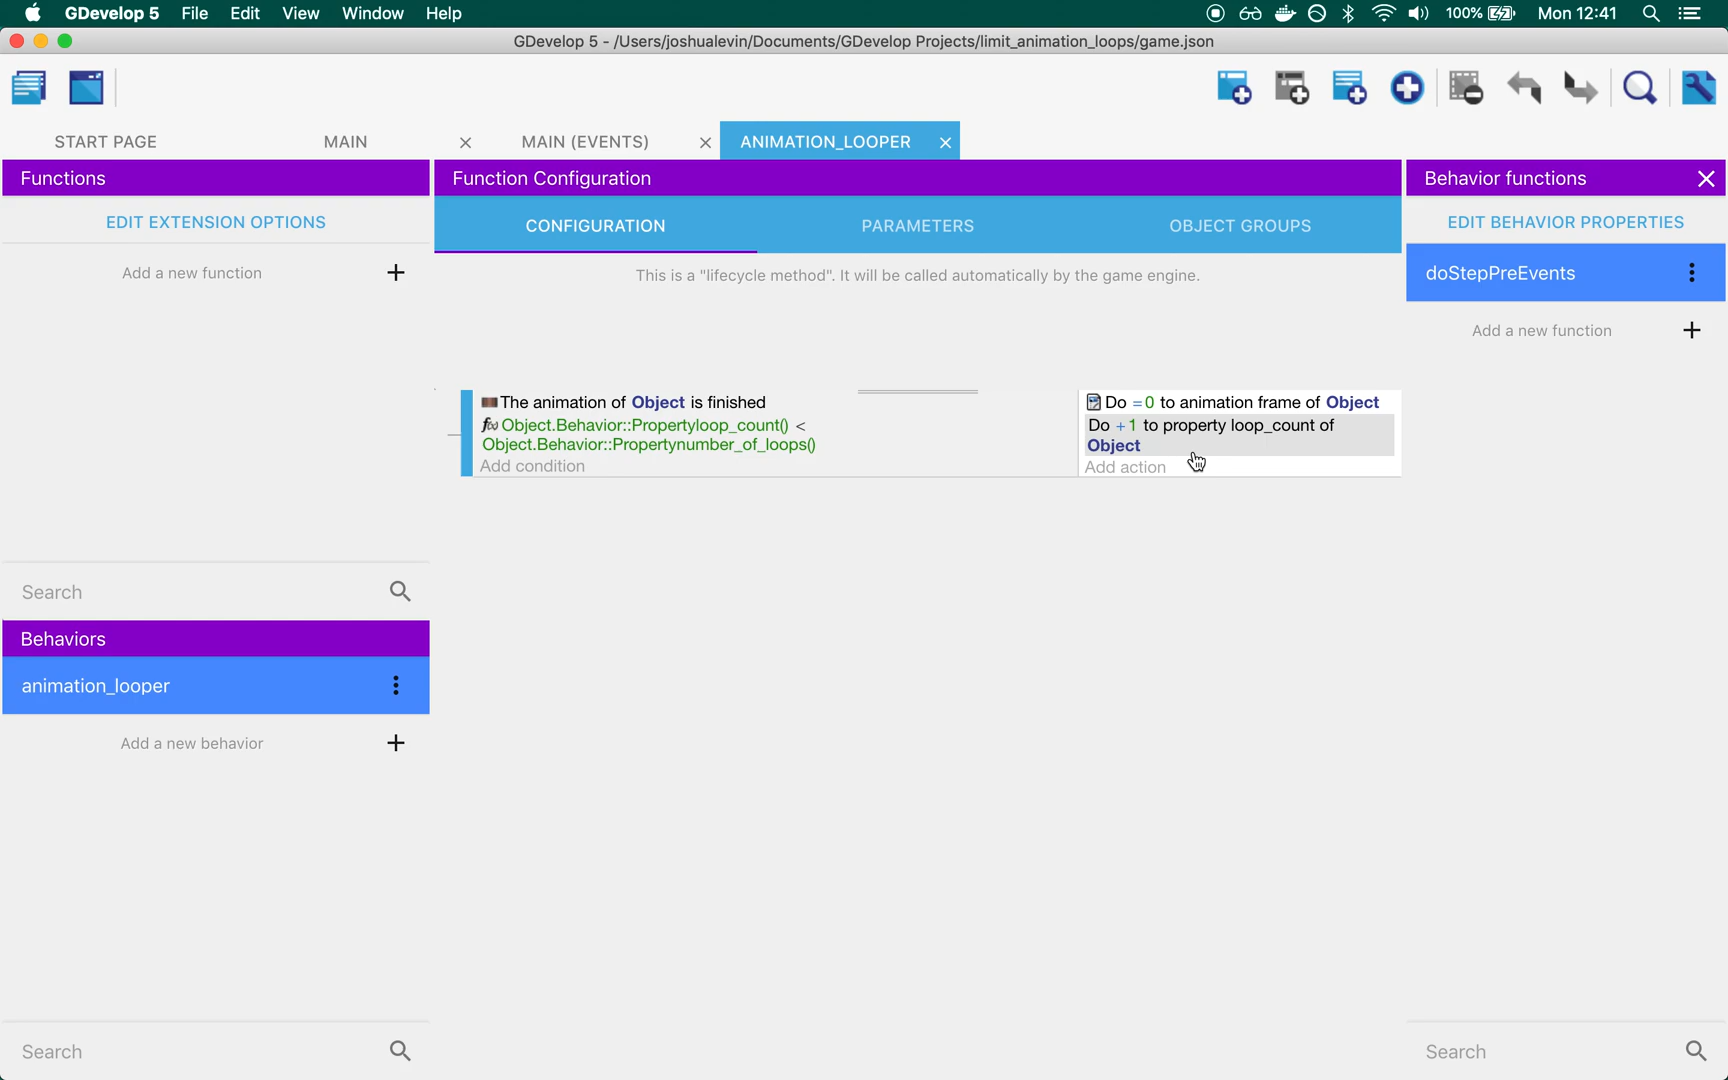 GDevelop 5 File Edit View Window Help 100% Mon 12:41
GDevelop 5 - /Users/joshualevin/Documents/GDevelop Projects/limit_animation_loops/game.json
START PAGE MAIN MAIN (EVENTS) ANIMATION_LOOPER
Functions
EDIT EXTENSION OPTIONS
Add a new function
Search
Behaviors
animation_looper
Add a new behavior
Search
Function Configuration
CONFIGURATION PARAMETERS OBJECT GROUPS
This is a "lifecycle method". It will be called automatically by the game engine.
The animation of Object is finished
f(x) Object.Behavior::Propertyloop_count() <
Object.Behavior::Propertynumber_of_loops()
Add condition
Do =0 to animation frame of Object
Do +1 to property loop_count of
Object
Add action
Behavior functions
EDIT BEHAVIOR PROPERTIES
doStepPreEvents
Add a new function
Search